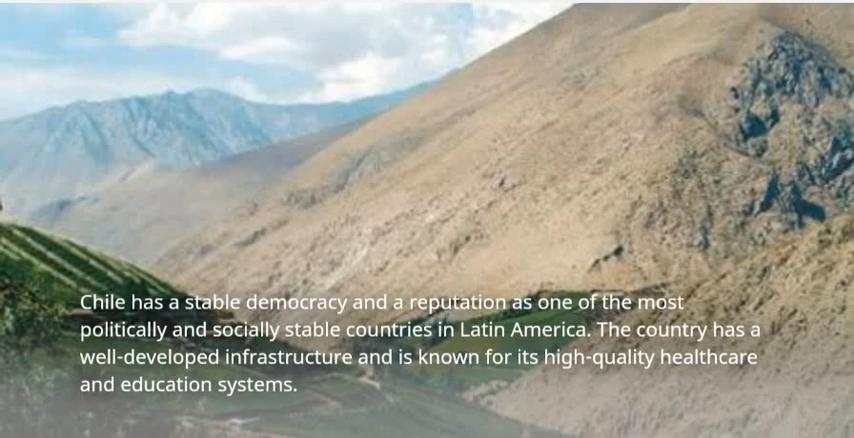 Chile has a stable democracy and a reputation as one of the most
politically and socially stable countries in Latin America. The country has a
well-developed infrastructure and is known for its high-quality healthcare
and education systems.